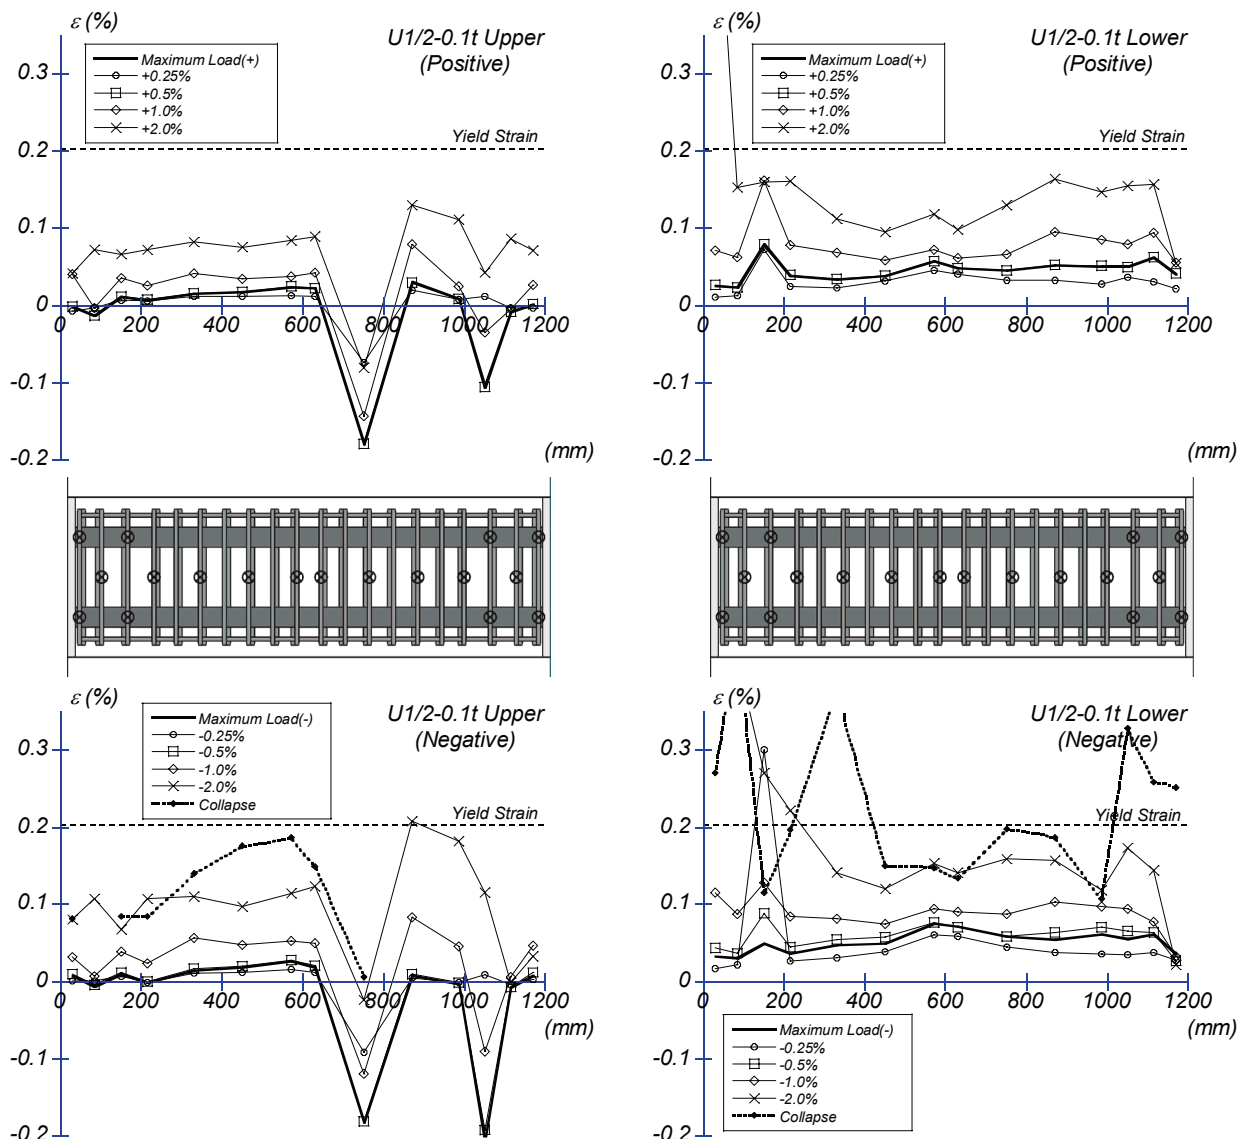 ε (%)
U1/2-0.1t Upper
(Positive)
Maximum Load(+)
+0.25%
+0.5%
+1.0%
+2.0%
Yield Strain
0.3
0.2
0.1
0
-0.1
-0.2
0 200 400 600 800 1000 1200
(mm)
ε (%)
U1/2-0.1t Lower
(Positive)
Maximum Load(+)
+0.25%
+0.5%
+1.0%
+2.0%
Yield Strain
0.3
0.2
0.1
0
-0.1
-0.2
0 200 400 600 800 1000 1200
(mm)
ε (%)
U1/2-0.1t Upper
(Negative)
Maximum Load(-)
-0.25%
-0.5%
-1.0%
-2.0%
Collapse
Yield Strain
0.3
0.2
0.1
0
-0.1
-0.2
0 200 400 600 800 1000 1200
(mm)
ε (%)
U1/2-0.1t Lower
(Negative)
Yield Strain
0.3
0.2
0.1
0
-0.1
-0.2
0 200 400 600 800 1000 1200
(mm)
Maximum Load(-)
-0.25%
-0.5%
-1.0%
-2.0%
Collapse